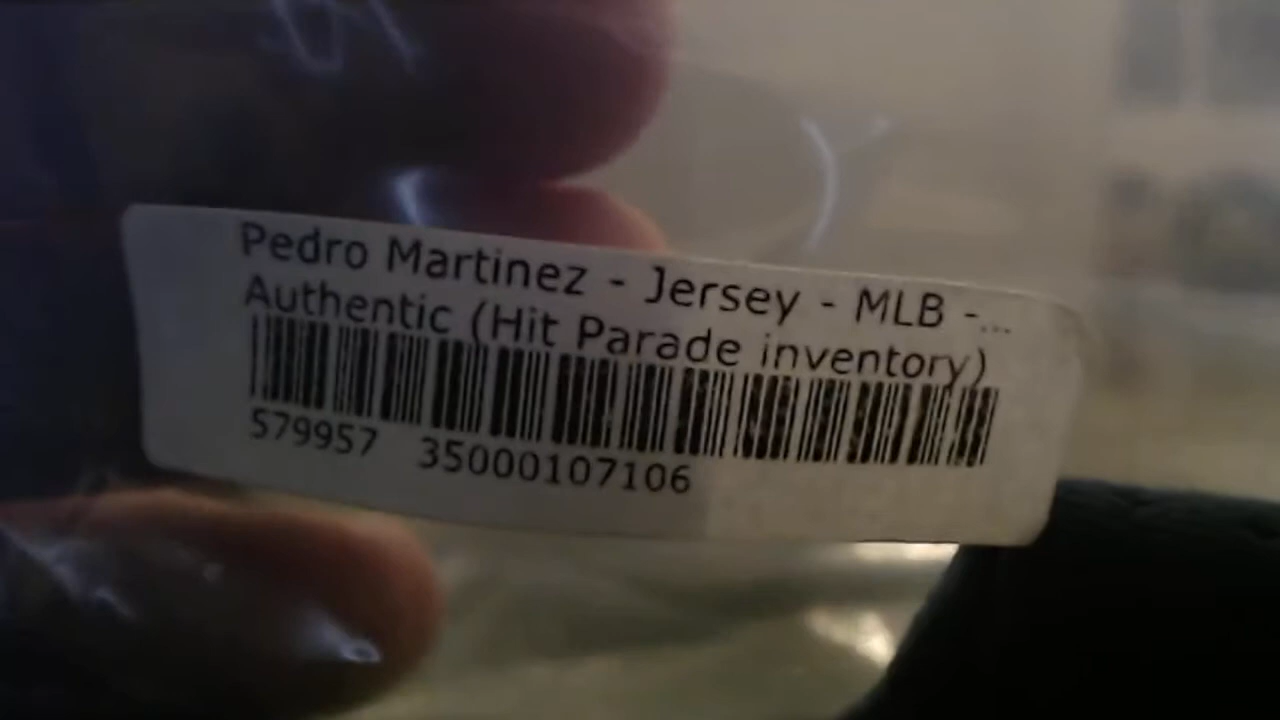 Pedro Martinez - Jersey - MLB -...
Authentic (Hit Parade inventory)
579957 35000107106